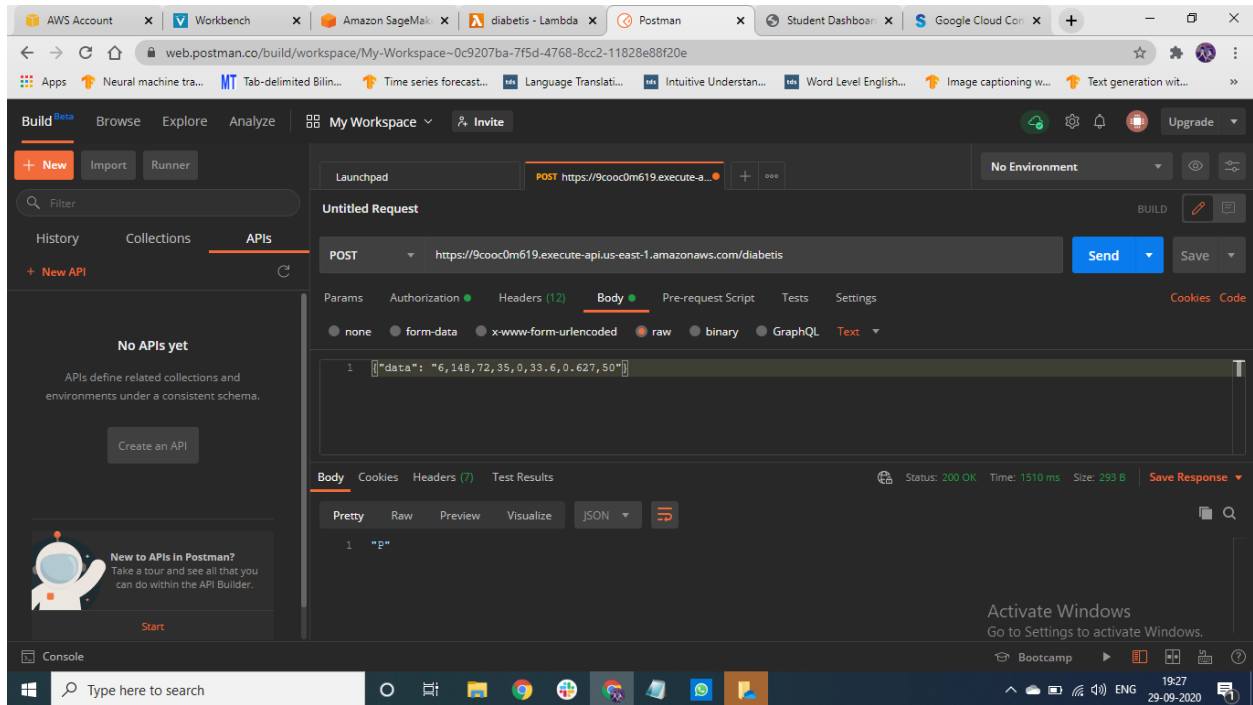 AWS Account
Workbench
Amazon SageMak
diabetis - Lambda
Postman
Student Dashboar
Google Cloud Con
web.postman.co/build/workspace/My-Workspace~0c9207ba-7f5d-4768-8cc2-11828e88f20e
Apps
Neural machine tra...
Tab-delimited Bilin...
Time series forecast...
Language Translati...
Intuitive Understan...
Word Level English...
Image captioning w...
Text generation wit...
Build Beta
Browse
Explore
Analyze
My Workspace
Invite
Upgrade
+ New
Import
Runner
Launchpad
POST https://9cooc0m619.execute-a...
No Environment
Filter
Untitled Request
BUILD
History
Collections
APIs
POST
https://9cooc0m619.execute-api.us-east-1.amazonaws.com/diabetis
Send
Save
+ New API
Params
Authorization
Headers (12)
Body
Pre-request Script
Tests
Settings
Cookies
Code
none
form-data
x-www-form-urlencoded
raw
binary
GraphQL
Text
No APIs yet
APIs define related collections and
environments under a consistent schema.
Create an API
1 {"data": "6,148,72,35,0,33.6,0.627,50"}
Body
Cookies
Headers (7)
Test Results
Status: 200 OK
Time: 1510 ms
Size: 293 B
Save Response
Pretty
Raw
Preview
Visualize
JSON
1 "P"
New to APIs in Postman?
Take a tour and see all that you
can do within the API Builder.
Start
Activate Windows
Go to Settings to activate Windows.
Console
Bootcamp
Type here to search
ENG
19:27
29-09-2020